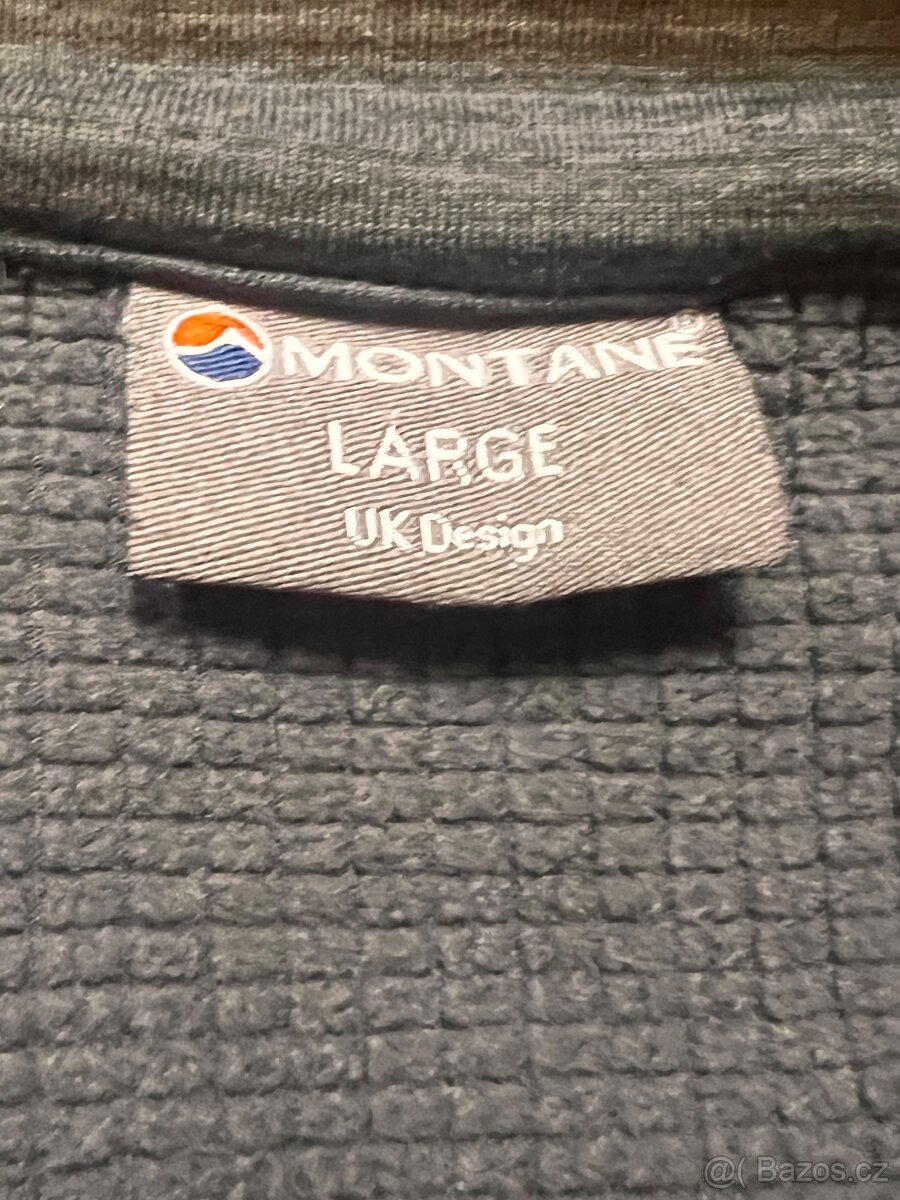 MONTANE®
LARGE
UK Design
@( Bazos.cz